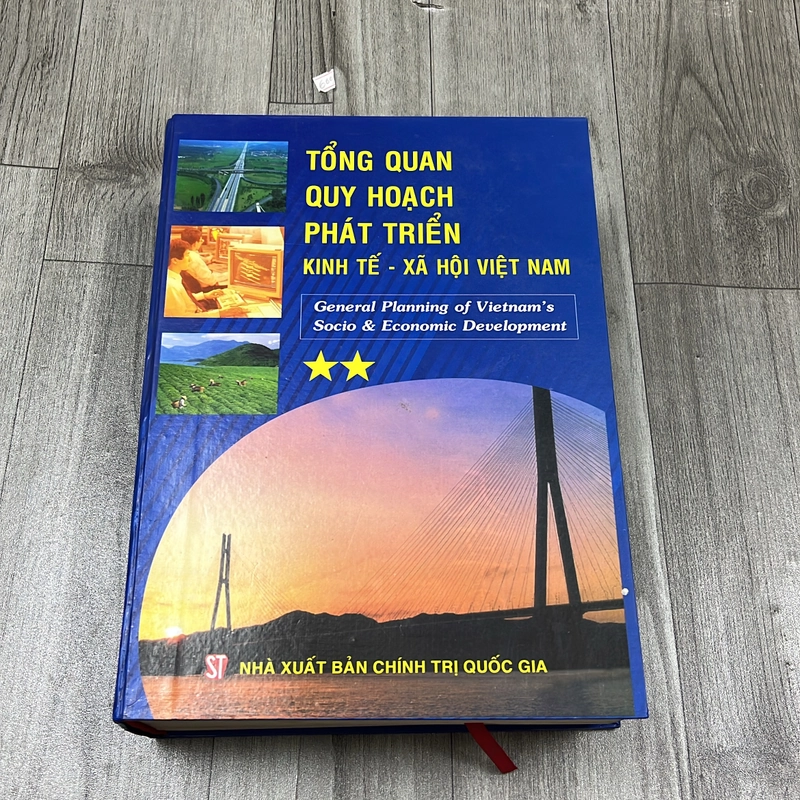 TỔNG QUAN
QUY HOẠCH
PHÁT TRIỂN
KINH TẾ - XÃ HỘI VIỆT NAM
General Planning of Vietnam's
Socio & Economic Development
ST NHÀ XUẤT BẢN CHÍNH TRỊ QUỐC GIA